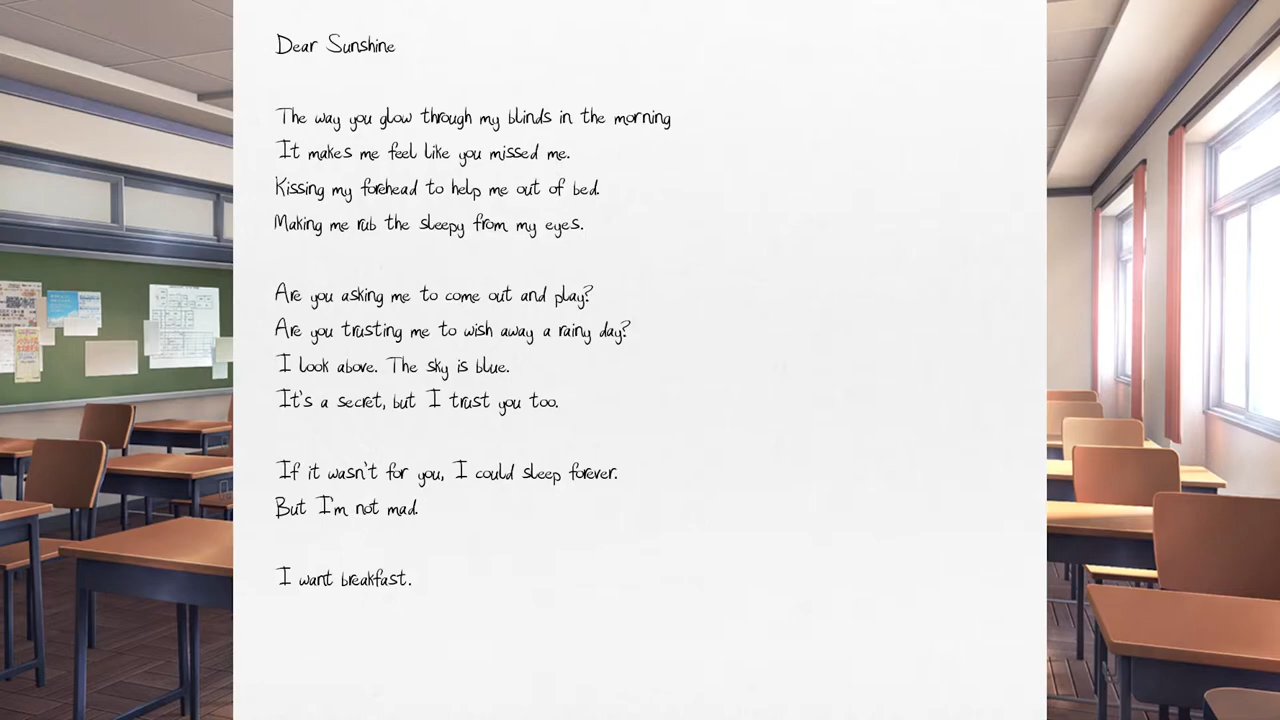 Dear Sunshine
The way you glow through my blinds in the morning
It makes me feel like you missed me.
Kissing my forehead to help me out of bed.
Making me rub the sleepy from my eyes.
Are you asking me to come out and play?
Are you trusting me to wish away a rainy day?
I look above. The sky is blue.
It's a secret, but I trust you too.
If it wasn't for you, I could sleep forever.
But I'm not mad.
I want breakfast.